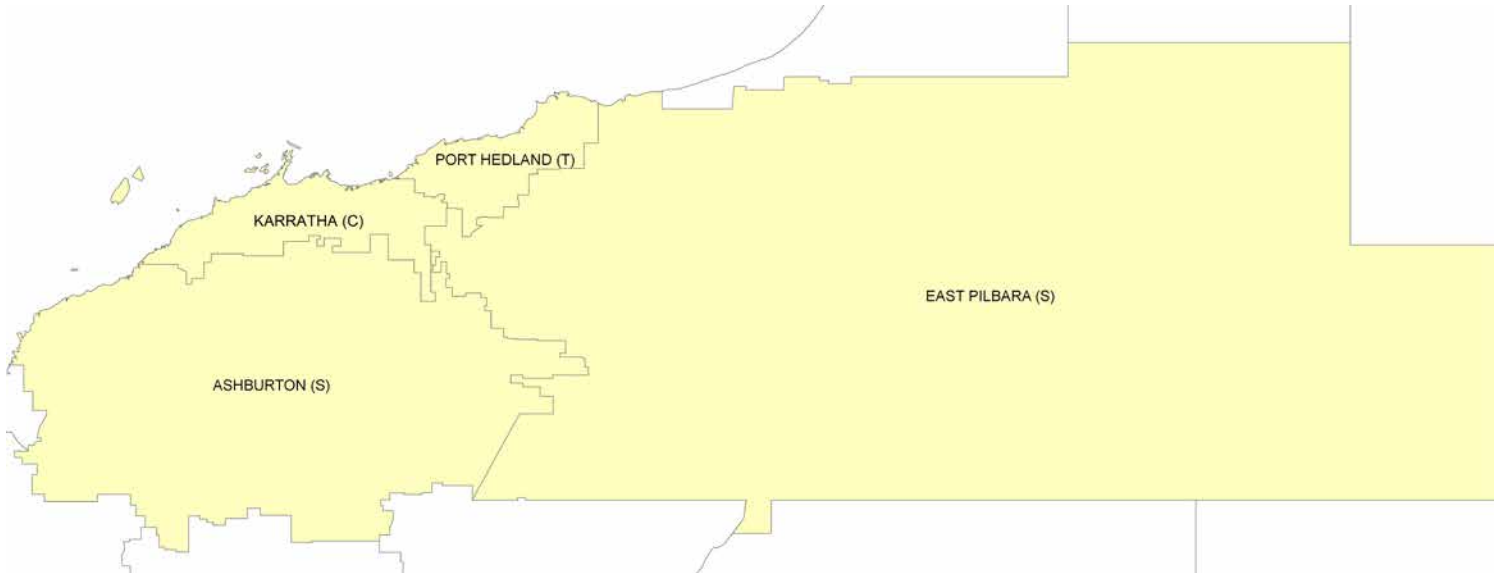 PORT HEDLAND (T)
KARRATHA (C)
EAST PILBARA (S)
ASHBURTON (S)